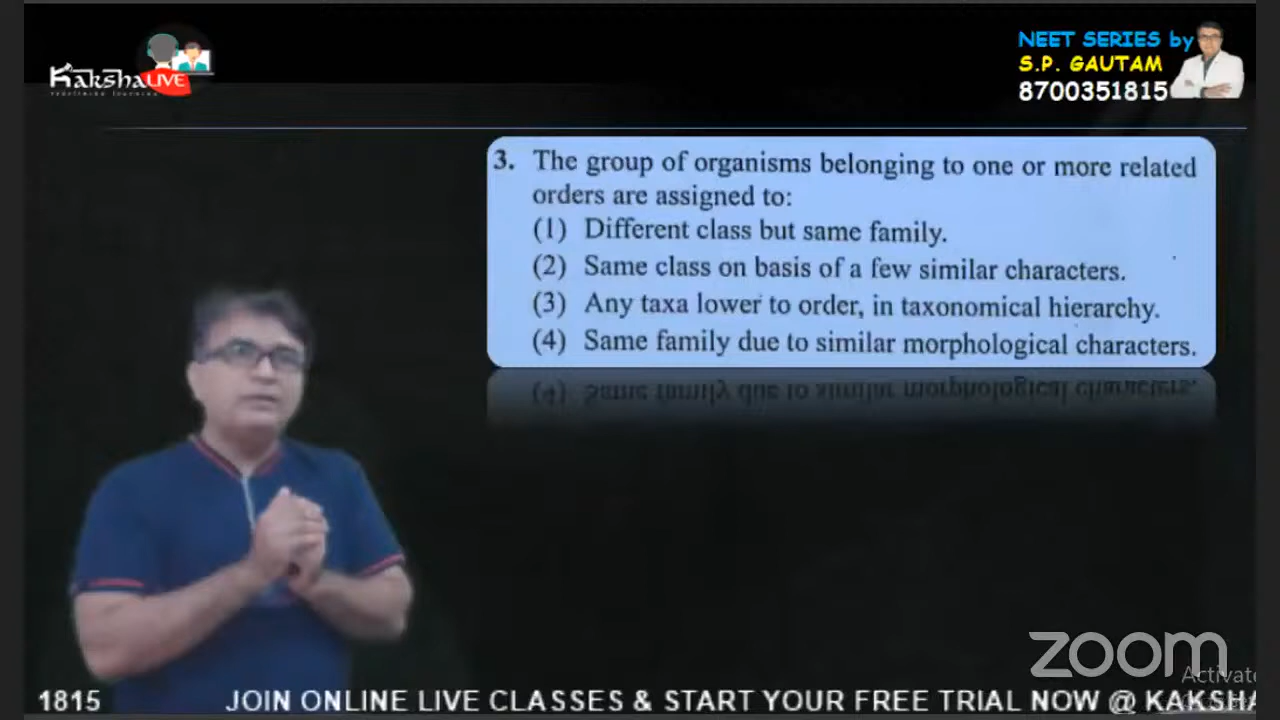 KakshaLIVE
NEET SERIES by
S.P. GAUTAM
8700351815
3. The group of organisms belonging to one or more related
orders are assigned to:
(1) Different class but same family.
(2) Same class on basis of a few similar characters.
(3) Any taxa lower to order, in taxonomical hierarchy.
(4) Same family due to similar morphological characters.
zoom
Activate
1815 JOIN ONLINE LIVE CLASSES & START YOUR FREE TRIAL NOW @ KAKSHA